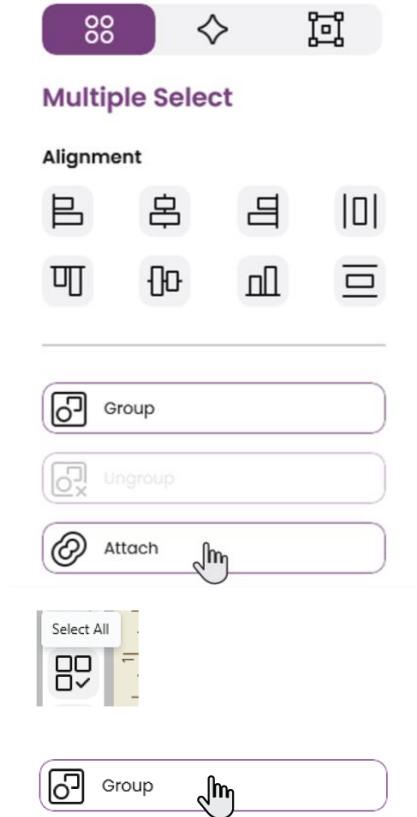 Multiple Select
Alignment
Group
Ungroup
Attach
Select All
Group